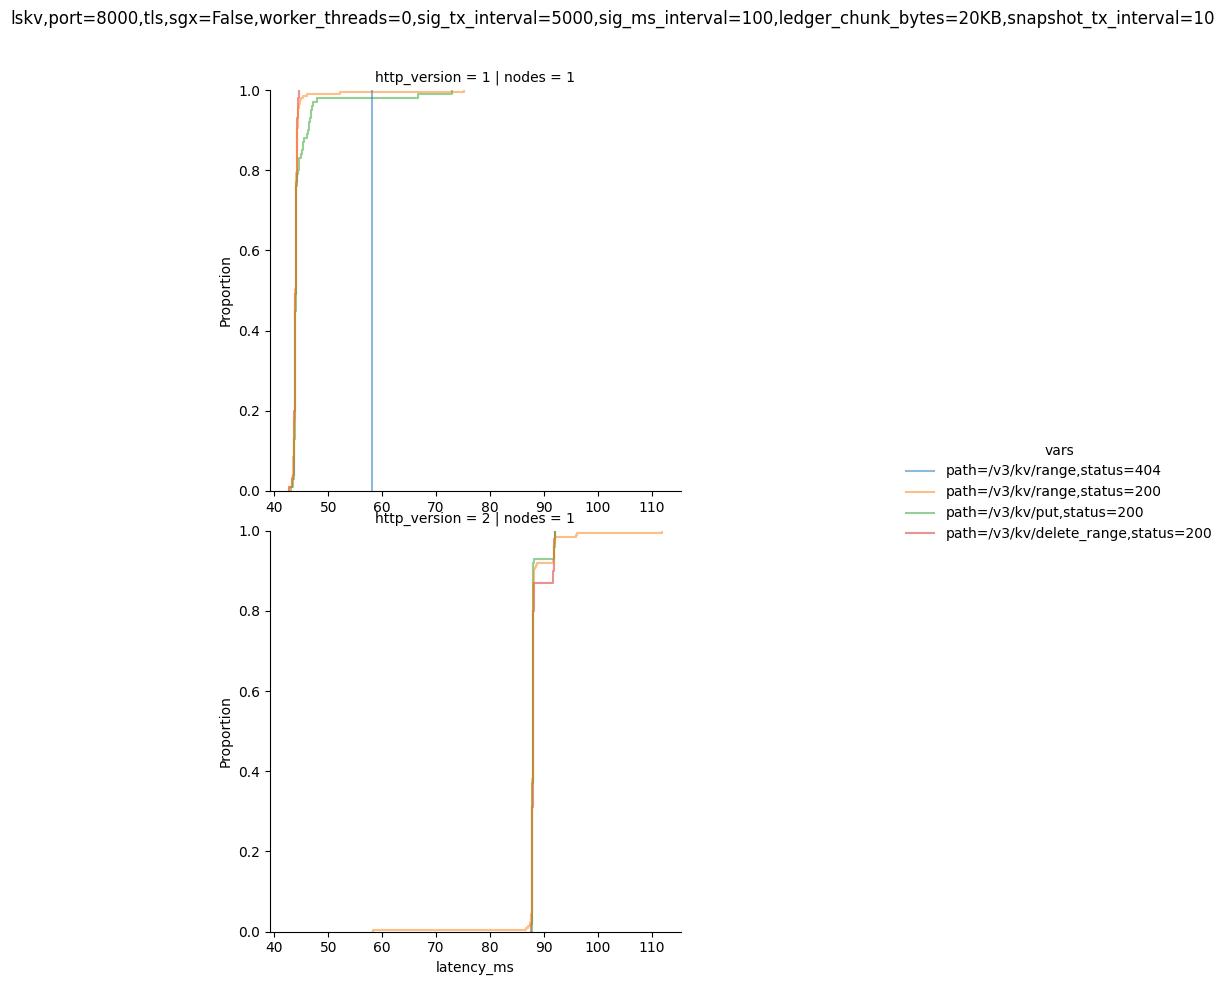 lskv,port=8000,tls,sgx=False,worker_threads=0,sig_tx_interval=5000,sig_ms_interval=100,ledger_chunk_bytes=20KB,snapshot_tx_interval=10
http_version = 1 | nodes = 1
1.0
0.8
0.6
0.4
0.2
0.0
Proportion
40 50 60 70 80 90 100 110
http_version = 2 | nodes = 1
1.0
0.8
0.6
0.4
0.2
0.0
Proportion
40 50 60 70 80 90 100 110
latency_ms
vars
path=/v3/kv/range,status=404
path=/v3/kv/range,status=200
path=/v3/kv/put,status=200
path=/v3/kv/delete_range,status=200